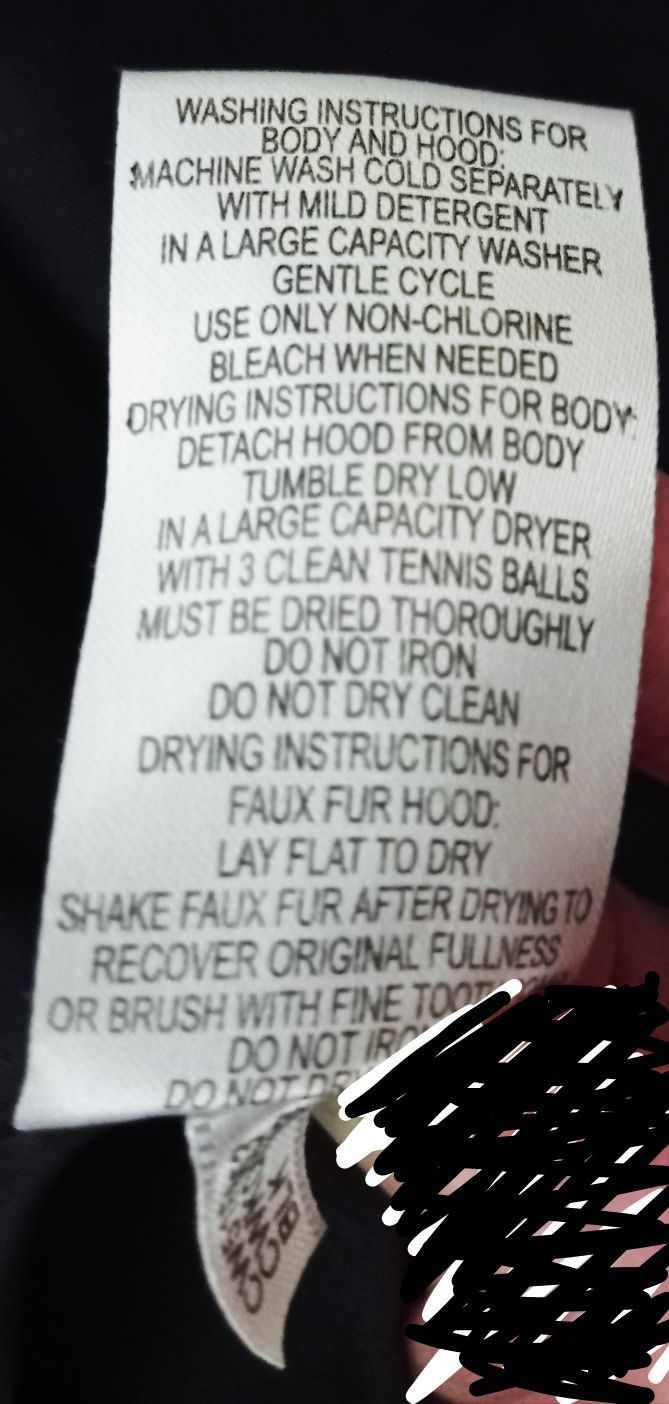 WASHING INSTRUCTIONS FOR
BODY AND HOOD:
MACHINE WASH COLD SEPARATELY
WITH MILD DETERGENT
IN A LARGE CAPACITY WASHER
GENTLE CYCLE
USE ONLY NON-CHLORINE
BLEACH WHEN NEEDED
DRYING INSTRUCTIONS FOR BODY:
DETACH HOOD FROM BODY
TUMBLE DRY LOW
IN A LARGE CAPACITY DRYER
WITH 3 CLEAN TENNIS BALLS
MUST BE DRIED THOROUGHLY
DO NOT IRON
DO NOT DRY CLEAN
DRYING INSTRUCTIONS FOR
FAUX FUR HOOD:
LAY FLAT TO DRY
SHAKE FAUX FUR AFTER DRYING TO
RECOVER ORIGINAL FULLNESS
OR BRUSH WITH FINE
DO NOT
DO NOT